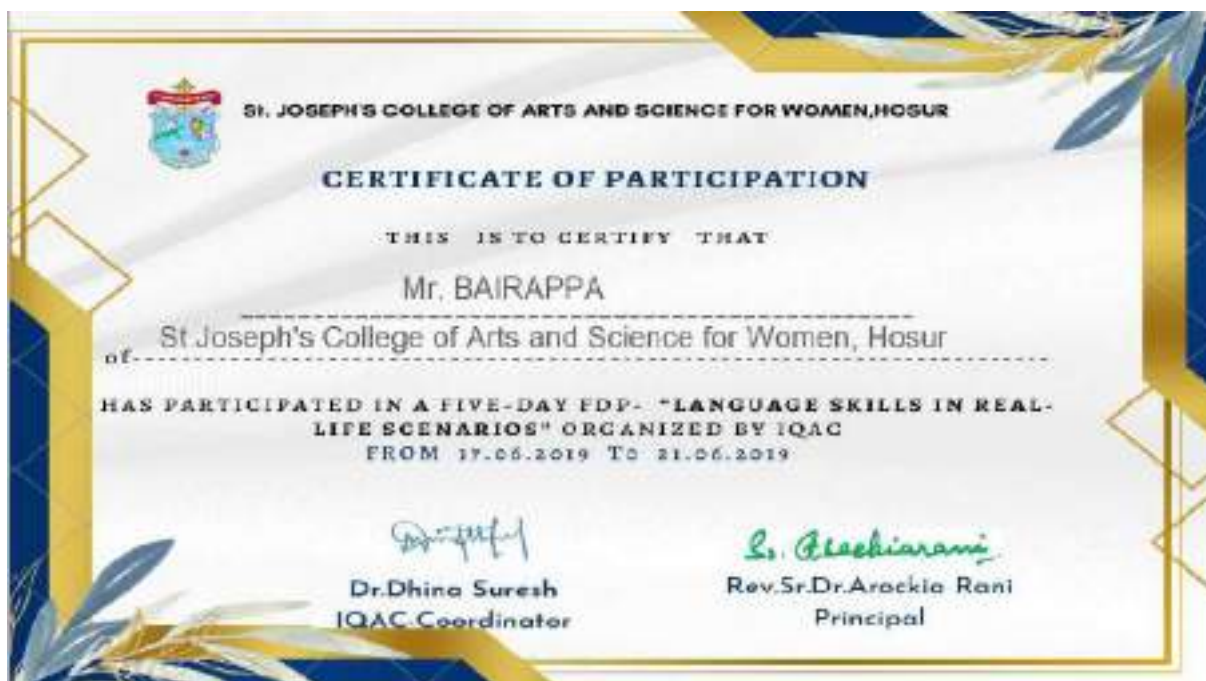 St. JOSEPH'S COLLEGE OF ARTS AND SCIENCE FOR WOMEN,HOSUR
CERTIFICATE OF PARTICIPATION
THIS IS TO CERTIFY THAT
Mr. BAIRAPPA
of St Joseph's College of Arts and Science for Women, Hosur
HAS PARTICIPATED IN A FIVE-DAY FDP- "LANGUAGE SKILLS IN REAL-
LIFE SCENARIOS" ORGANIZED BY IQAC
FROM 17.06.2019 To 21.06.2019
Dr.Dhina Suresh
IQAC Coordinator
Rev.Sr.Dr.Arockia Rani
Principal